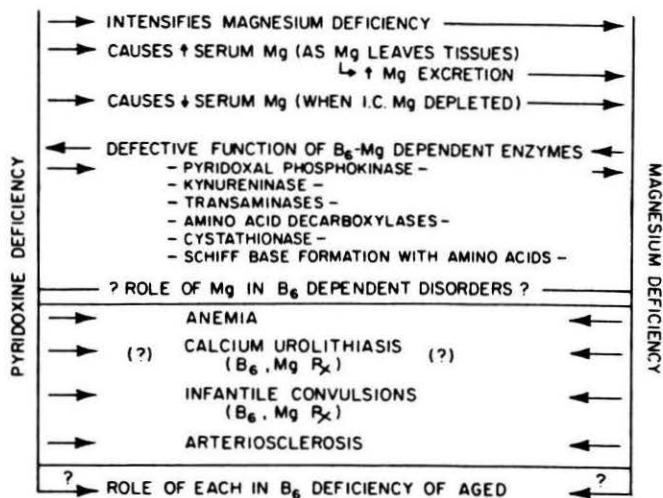 INTENSIFIES MAGNESIUM DEFICIENCY
CAUSES ↑ SERUM Mg (AS Mg LEAVES TISSUES)
↳ ↑ Mg EXCRETION
CAUSES ↓ SERUM Mg (WHEN I.C. Mg DEPLETED)
DEFECTIVE FUNCTION OF B₆-Mg DEPENDENT ENZYMES
– PYRIDOXAL PHOSPHOKINASE –
– KYNURENINASE –
– TRANSAMINASES –
– AMINO ACID DECARBOXYLASES –
– CYSTATHIONASE –
– SCHIFF BASE FORMATION WITH AMINO ACIDS –
PYRIDOXINE DEFICIENCY
MAGNESIUM DEFICIENCY
? ROLE OF Mg IN B₆ DEPENDENT DISORDERS ?
ANEMIA
(?) CALCIUM UROLITHIASIS (?)
(B₆, Mg ℞)
INFANTILE CONVULSIONS
(B₆, Mg ℞)
ARTERIOSCLEROSIS
? ROLE OF EACH IN B₆ DEFICIENCY OF AGED ?